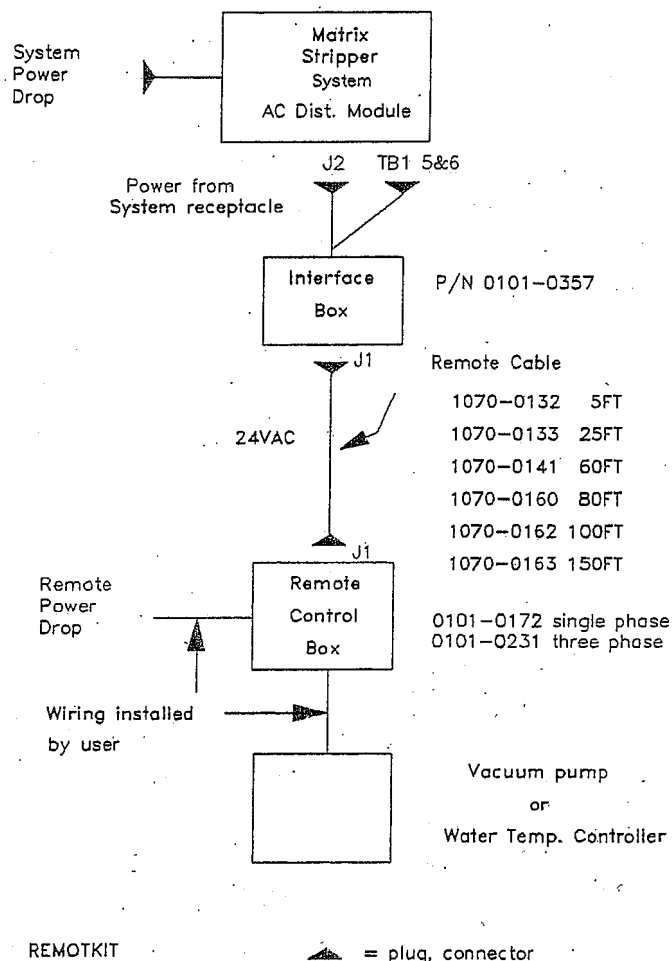 System
Power
Drop
Matrix
Stripper
System
AC Dist. Module
J2 TB1 5&6
Power from
System receptacle
Interface
Box
P/N 0101-0357
J1
Remote Cable
1070-0132 5FT
1070-0133 25FT
1070-0141 60FT
1070-0160 80FT
1070-0162 100FT
1070-0163 150FT
24VAC
J1
Remote
Power
Drop
Remote
Control
Box
0101-0172 single phase
0101-0231 three phase
Wiring installed
by user
Vacuum pump
or
Water Temp. Controller
REMOTKIT
= plug, connector